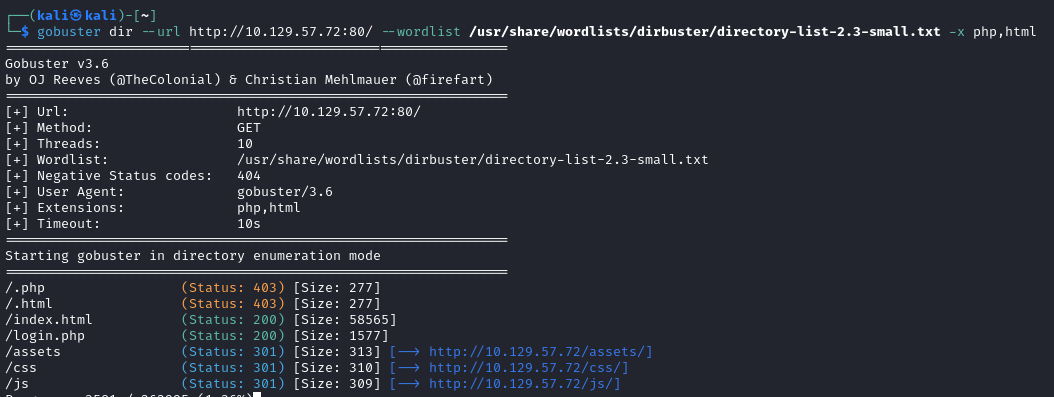 ┌──(kali㉿kali)-[~]
└─$ gobuster dir --url http://10.129.57.72:80/ --wordlist /usr/share/wordlists/dirbuster/directory-list-2.3-small.txt -x php,html
===============================================================
Gobuster v3.6
by OJ Reeves (@TheColonial) & Christian Mehlmauer (@firefart)
===============================================================
[+] Url:                     http://10.129.57.72:80/
[+] Method:                  GET
[+] Threads:                 10
[+] Wordlist:                /usr/share/wordlists/dirbuster/directory-list-2.3-small.txt
[+] Negative Status codes:   404
[+] User Agent:              gobuster/3.6
[+] Extensions:              php,html
[+] Timeout:                 10s
===============================================================
Starting gobuster in directory enumeration mode
===============================================================
/.php                 (Status: 403) [Size: 277]
/.html                (Status: 403) [Size: 277]
/index.html           (Status: 200) [Size: 58565]
/login.php            (Status: 200) [Size: 1577]
/assets               (Status: 301) [Size: 313] [--> http://10.129.57.72/assets/]
/css                  (Status: 301) [Size: 310] [--> http://10.129.57.72/css/]
/js                   (Status: 301) [Size: 309] [--> http://10.129.57.72/js/]